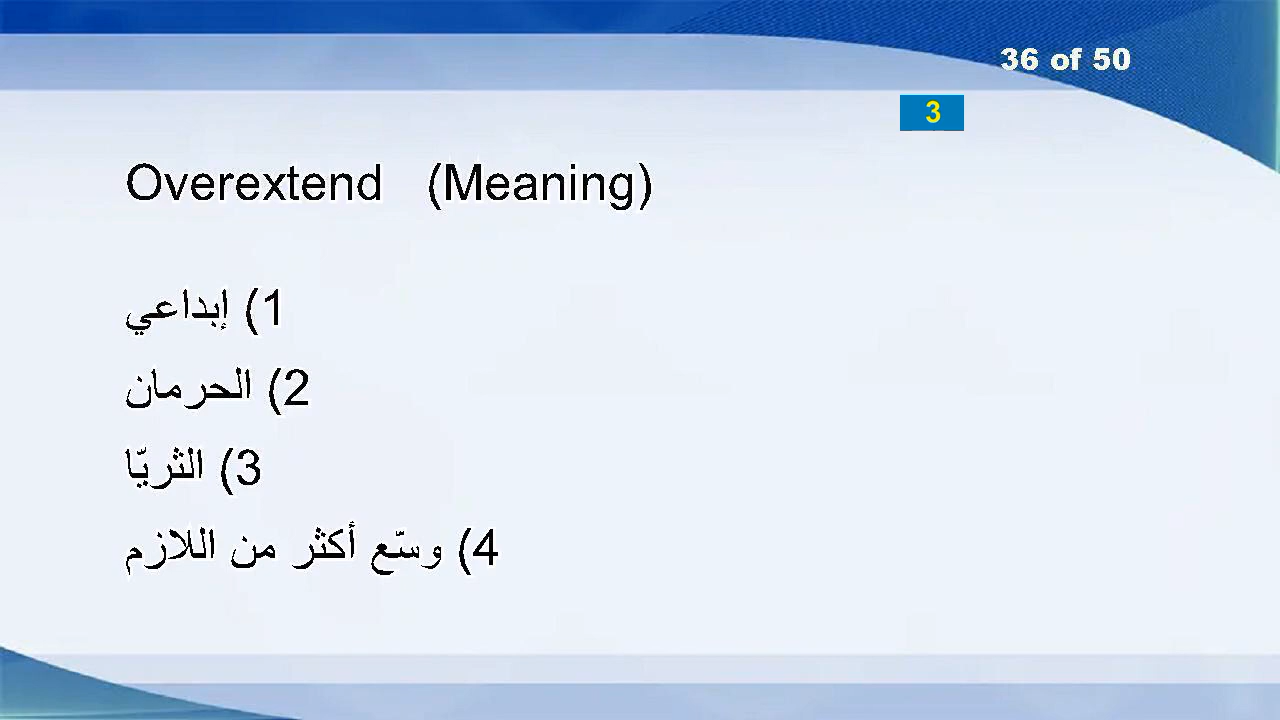 36 of 50
3
Overextend (Meaning)
1) إبداعي
2) الحرمان
3) الثريّا
4) وسّع أكثر من اللازم